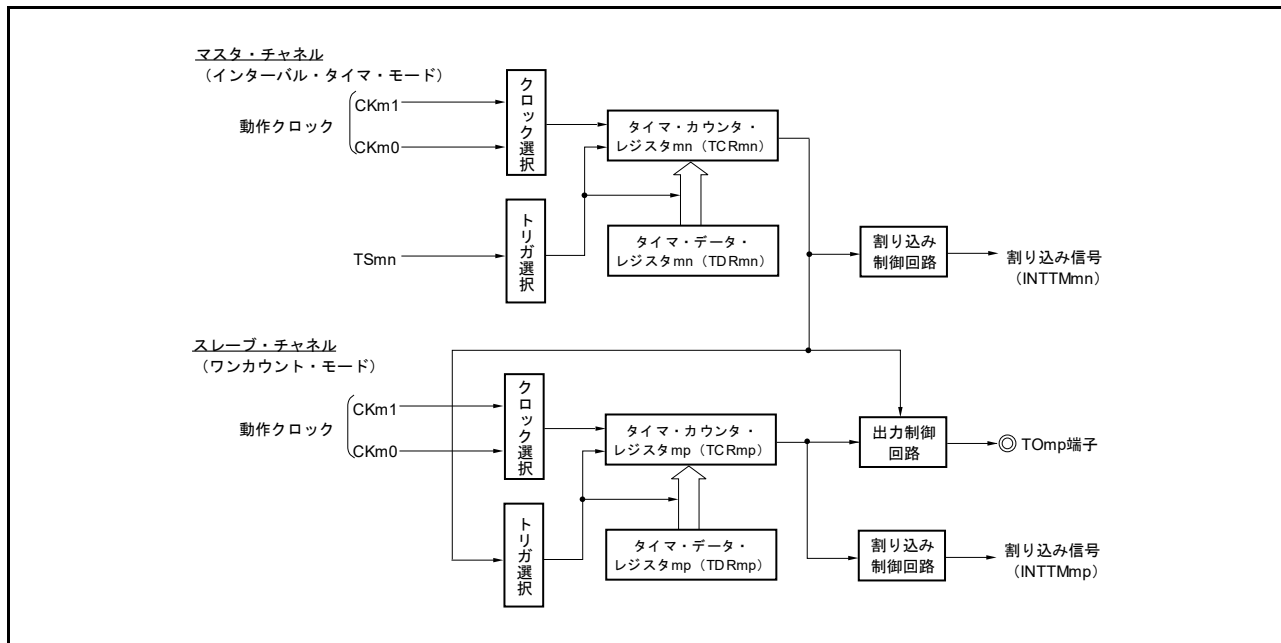 マスタ・チャネル
（インターバル・タイマ・モード）
動作クロック
CKm1
CKm0
クロック選択
タイマ・カウンタ・
レジスタmn（TCRmn）
TSmn
トリガ選択
タイマ・データ・
レジスタmn（TDRmn）
割り込み
制御回路
割り込み信号
（INTTMmn）
スレーブ・チャネル
（ワンカウント・モード）
動作クロック
CKm1
CKm0
クロック選択
タイマ・カウンタ・
レジスタmp（TCRmp）
出力制御
回路
TOmp端子
トリガ選択
タイマ・データ・
レジスタmp（TDRmp）
割り込み
制御回路
割り込み信号
（INTTMmp）